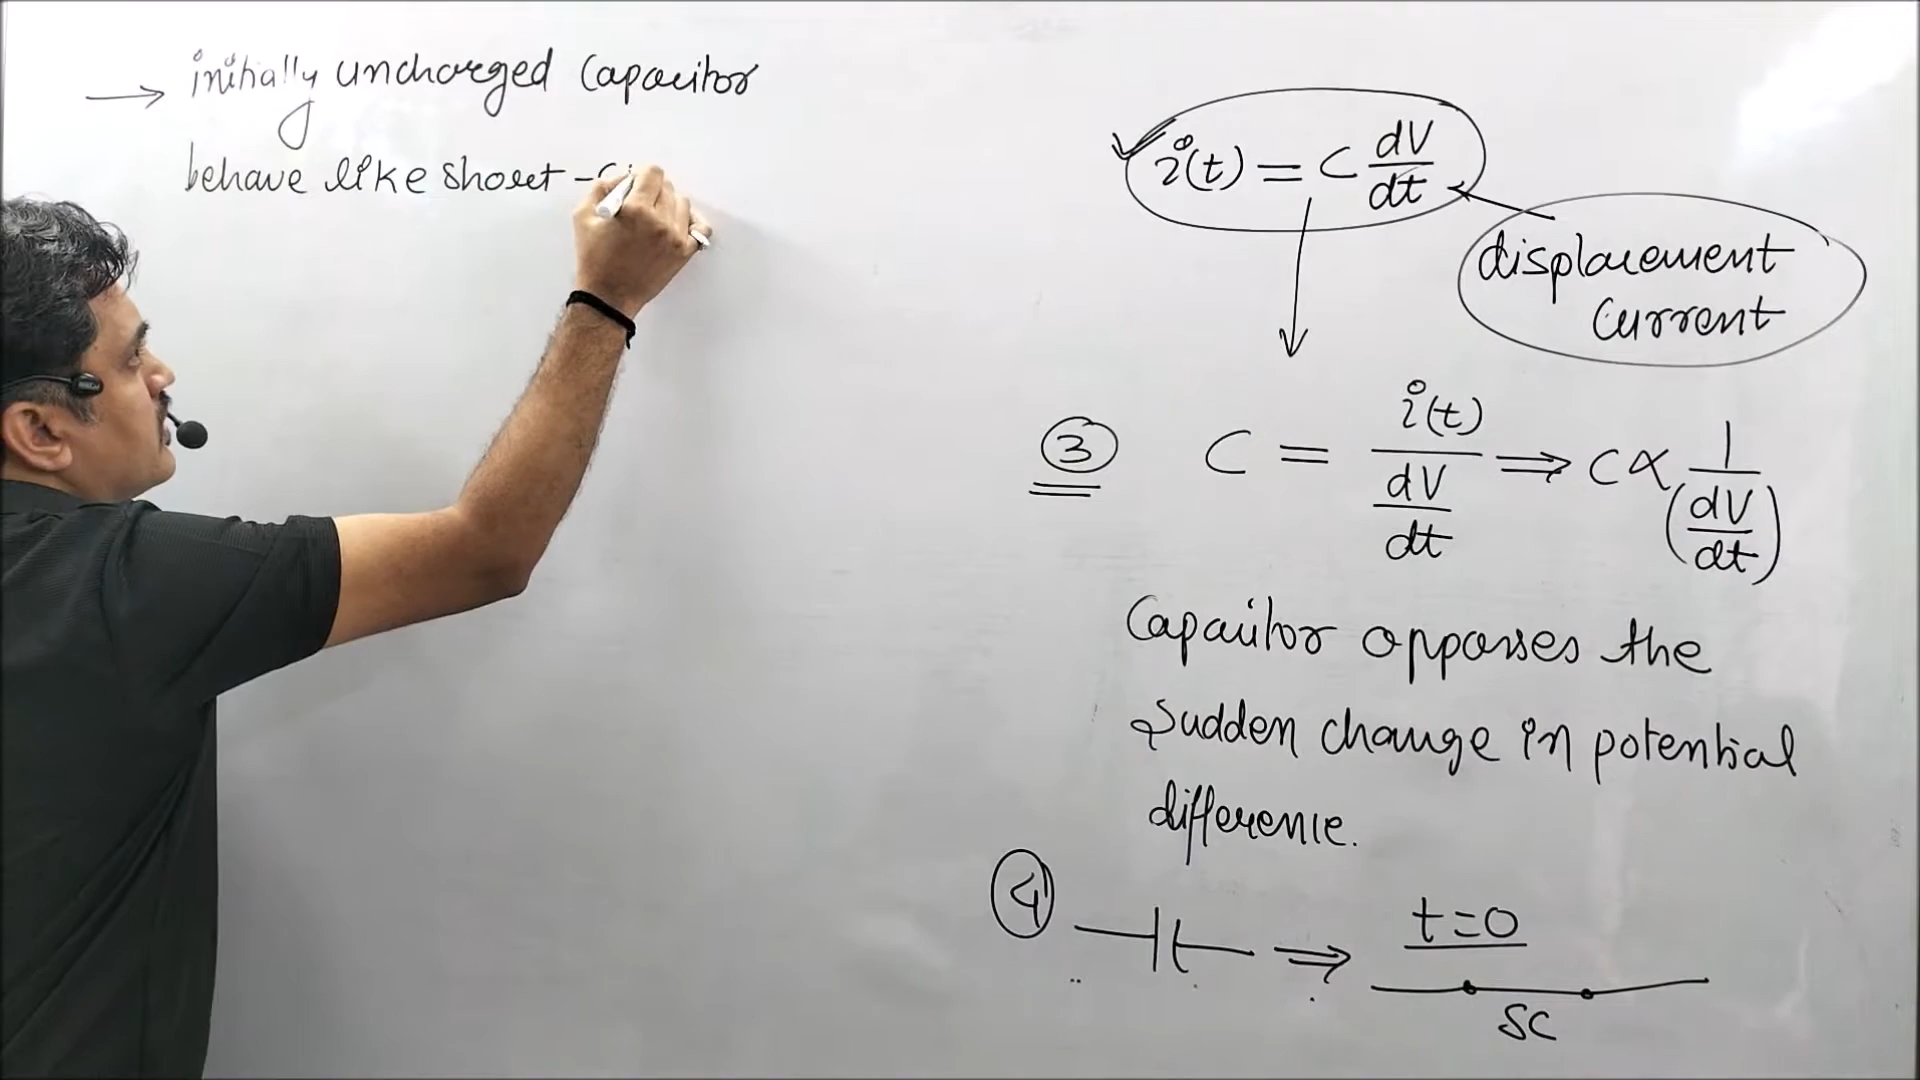 → initially uncharged Capacitor
behave like short-Ci
i(t) = C dV/dt
displacement
Current
③ C = i(t)/(dV/dt) ⇒ C ∝ 1/(dV/dt)
Capacitor opposes the
sudden change in potential
difference.
④ ⇒ t=0
SC